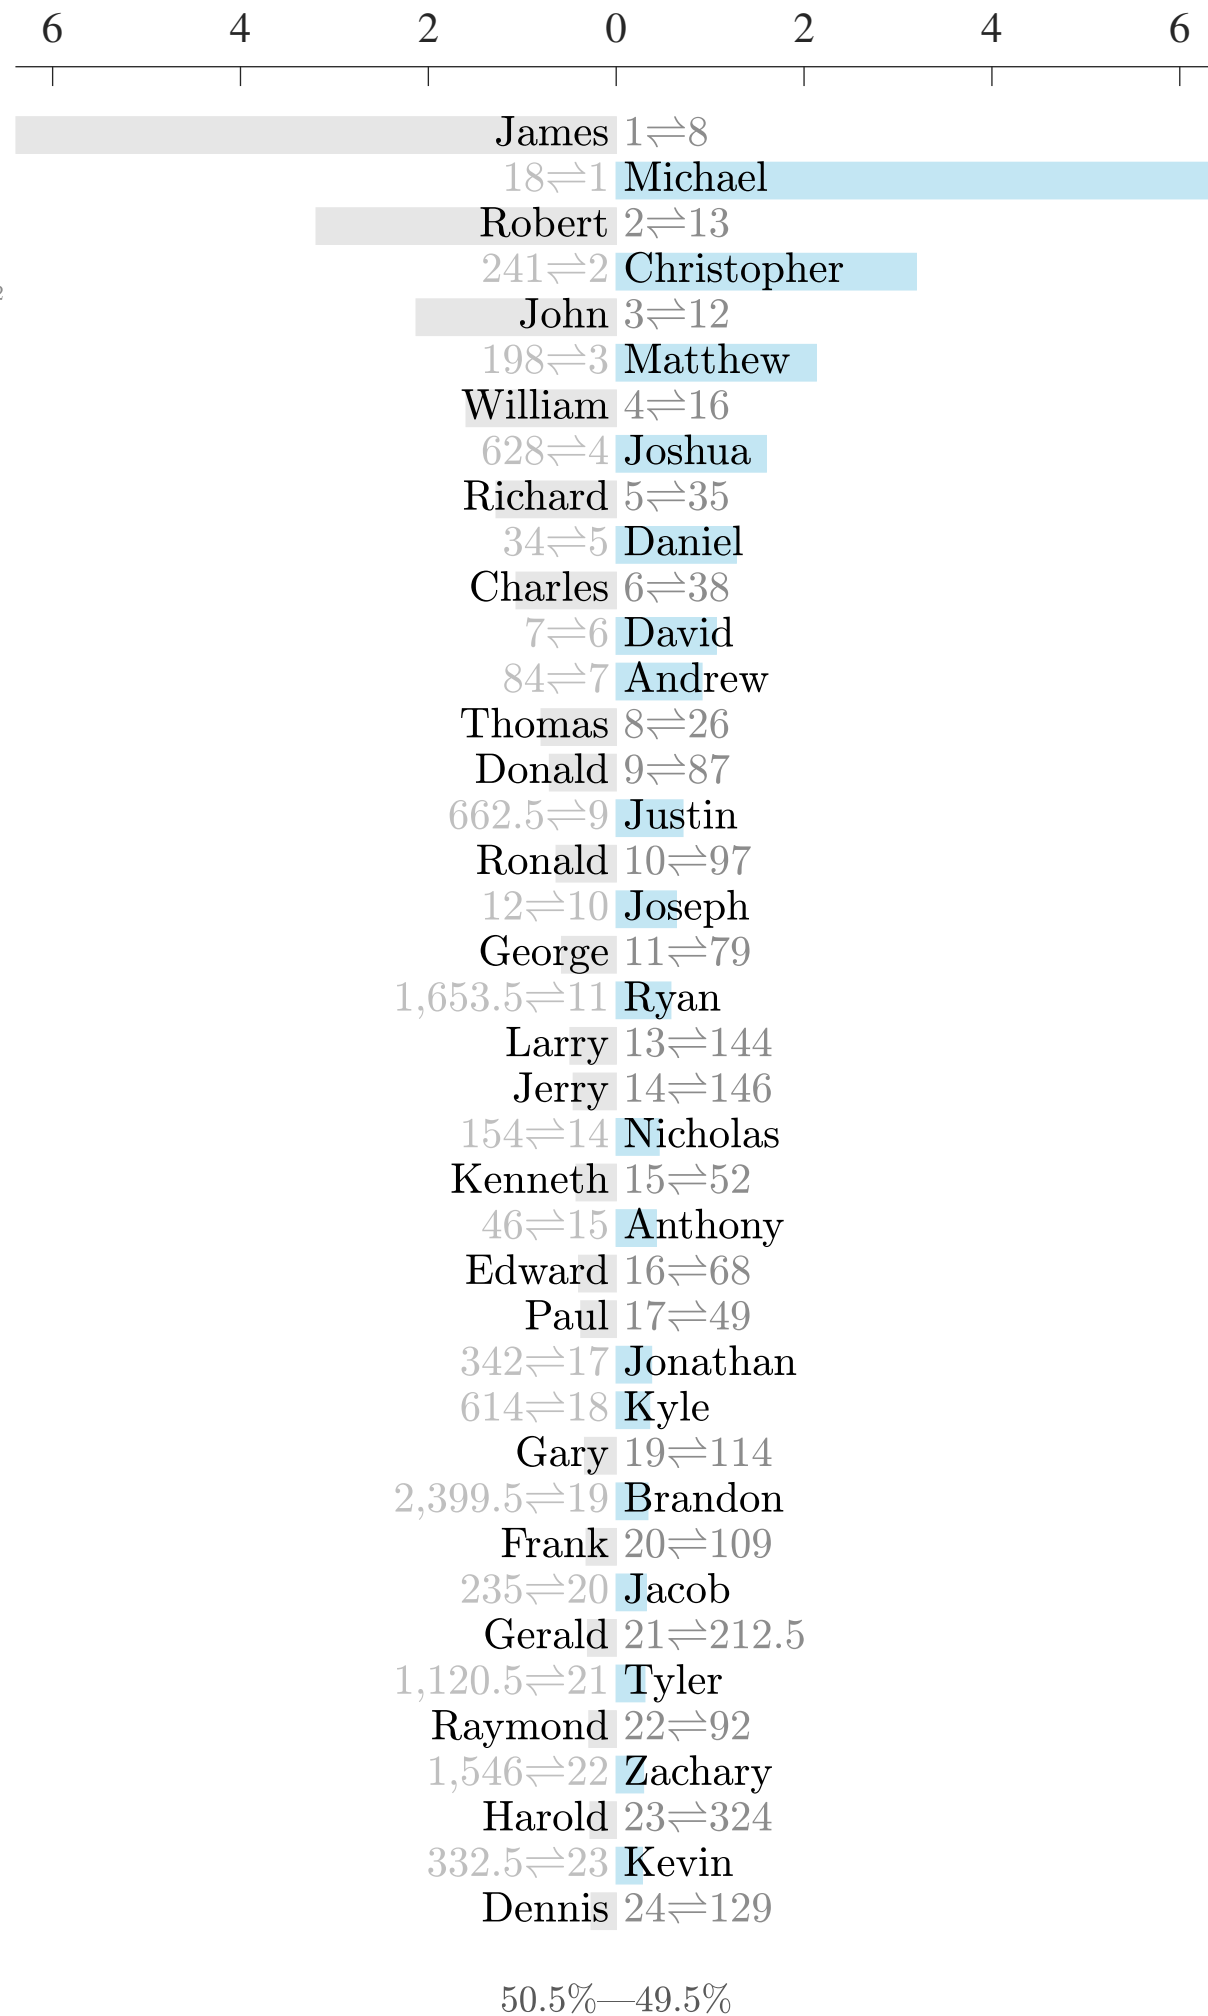 6 4 2 0 2 4 6
James 1⇌8
18⇌1 Michael
Robert 2⇌13
241⇌2 Christopher
2
John 3⇌12
198⇌3 Matthew
William 4⇌16
628⇌4 Joshua
Richard 5⇌35
34⇌5 Daniel
Charles 6⇌38
7⇌6 David
84⇌7 Andrew
Thomas 8⇌26
Donald 9⇌87
662.5⇌9 Justin
Ronald 10⇌97
12⇌10 Joseph
George 11⇌79
1,653.5⇌11 Ryan
Larry 13⇌144
Jerry 14⇌146
154⇌14 Nicholas
Kenneth 15⇌52
46⇌15 Anthony
Edward 16⇌68
Paul 17⇌49
342⇌17 Jonathan
614⇌18 Kyle
Gary 19⇌114
2,399.5⇌19 Brandon
Frank 20⇌109
235⇌20 Jacob
Gerald 21⇌212.5
1,120.5⇌21 Tyler
Raymond 22⇌92
1,546⇌22 Zachary
Harold 23⇌324
332.5⇌23 Kevin
Dennis 24⇌129
50.5%—49.5%